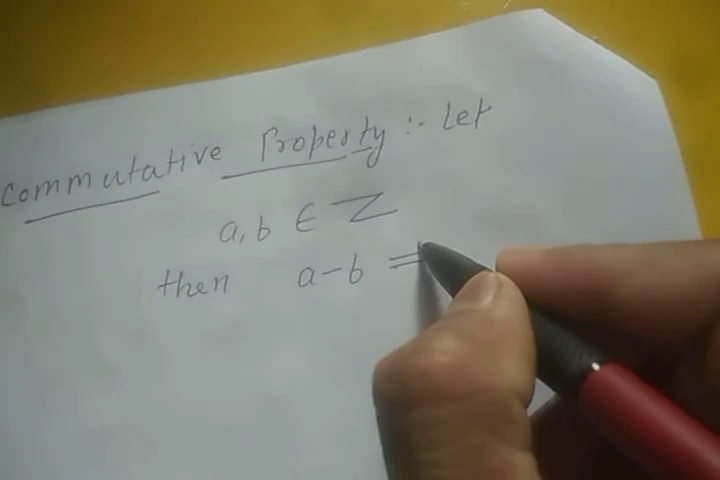 Commutative Property :- Let
a, b ∈ Z
then a-b =